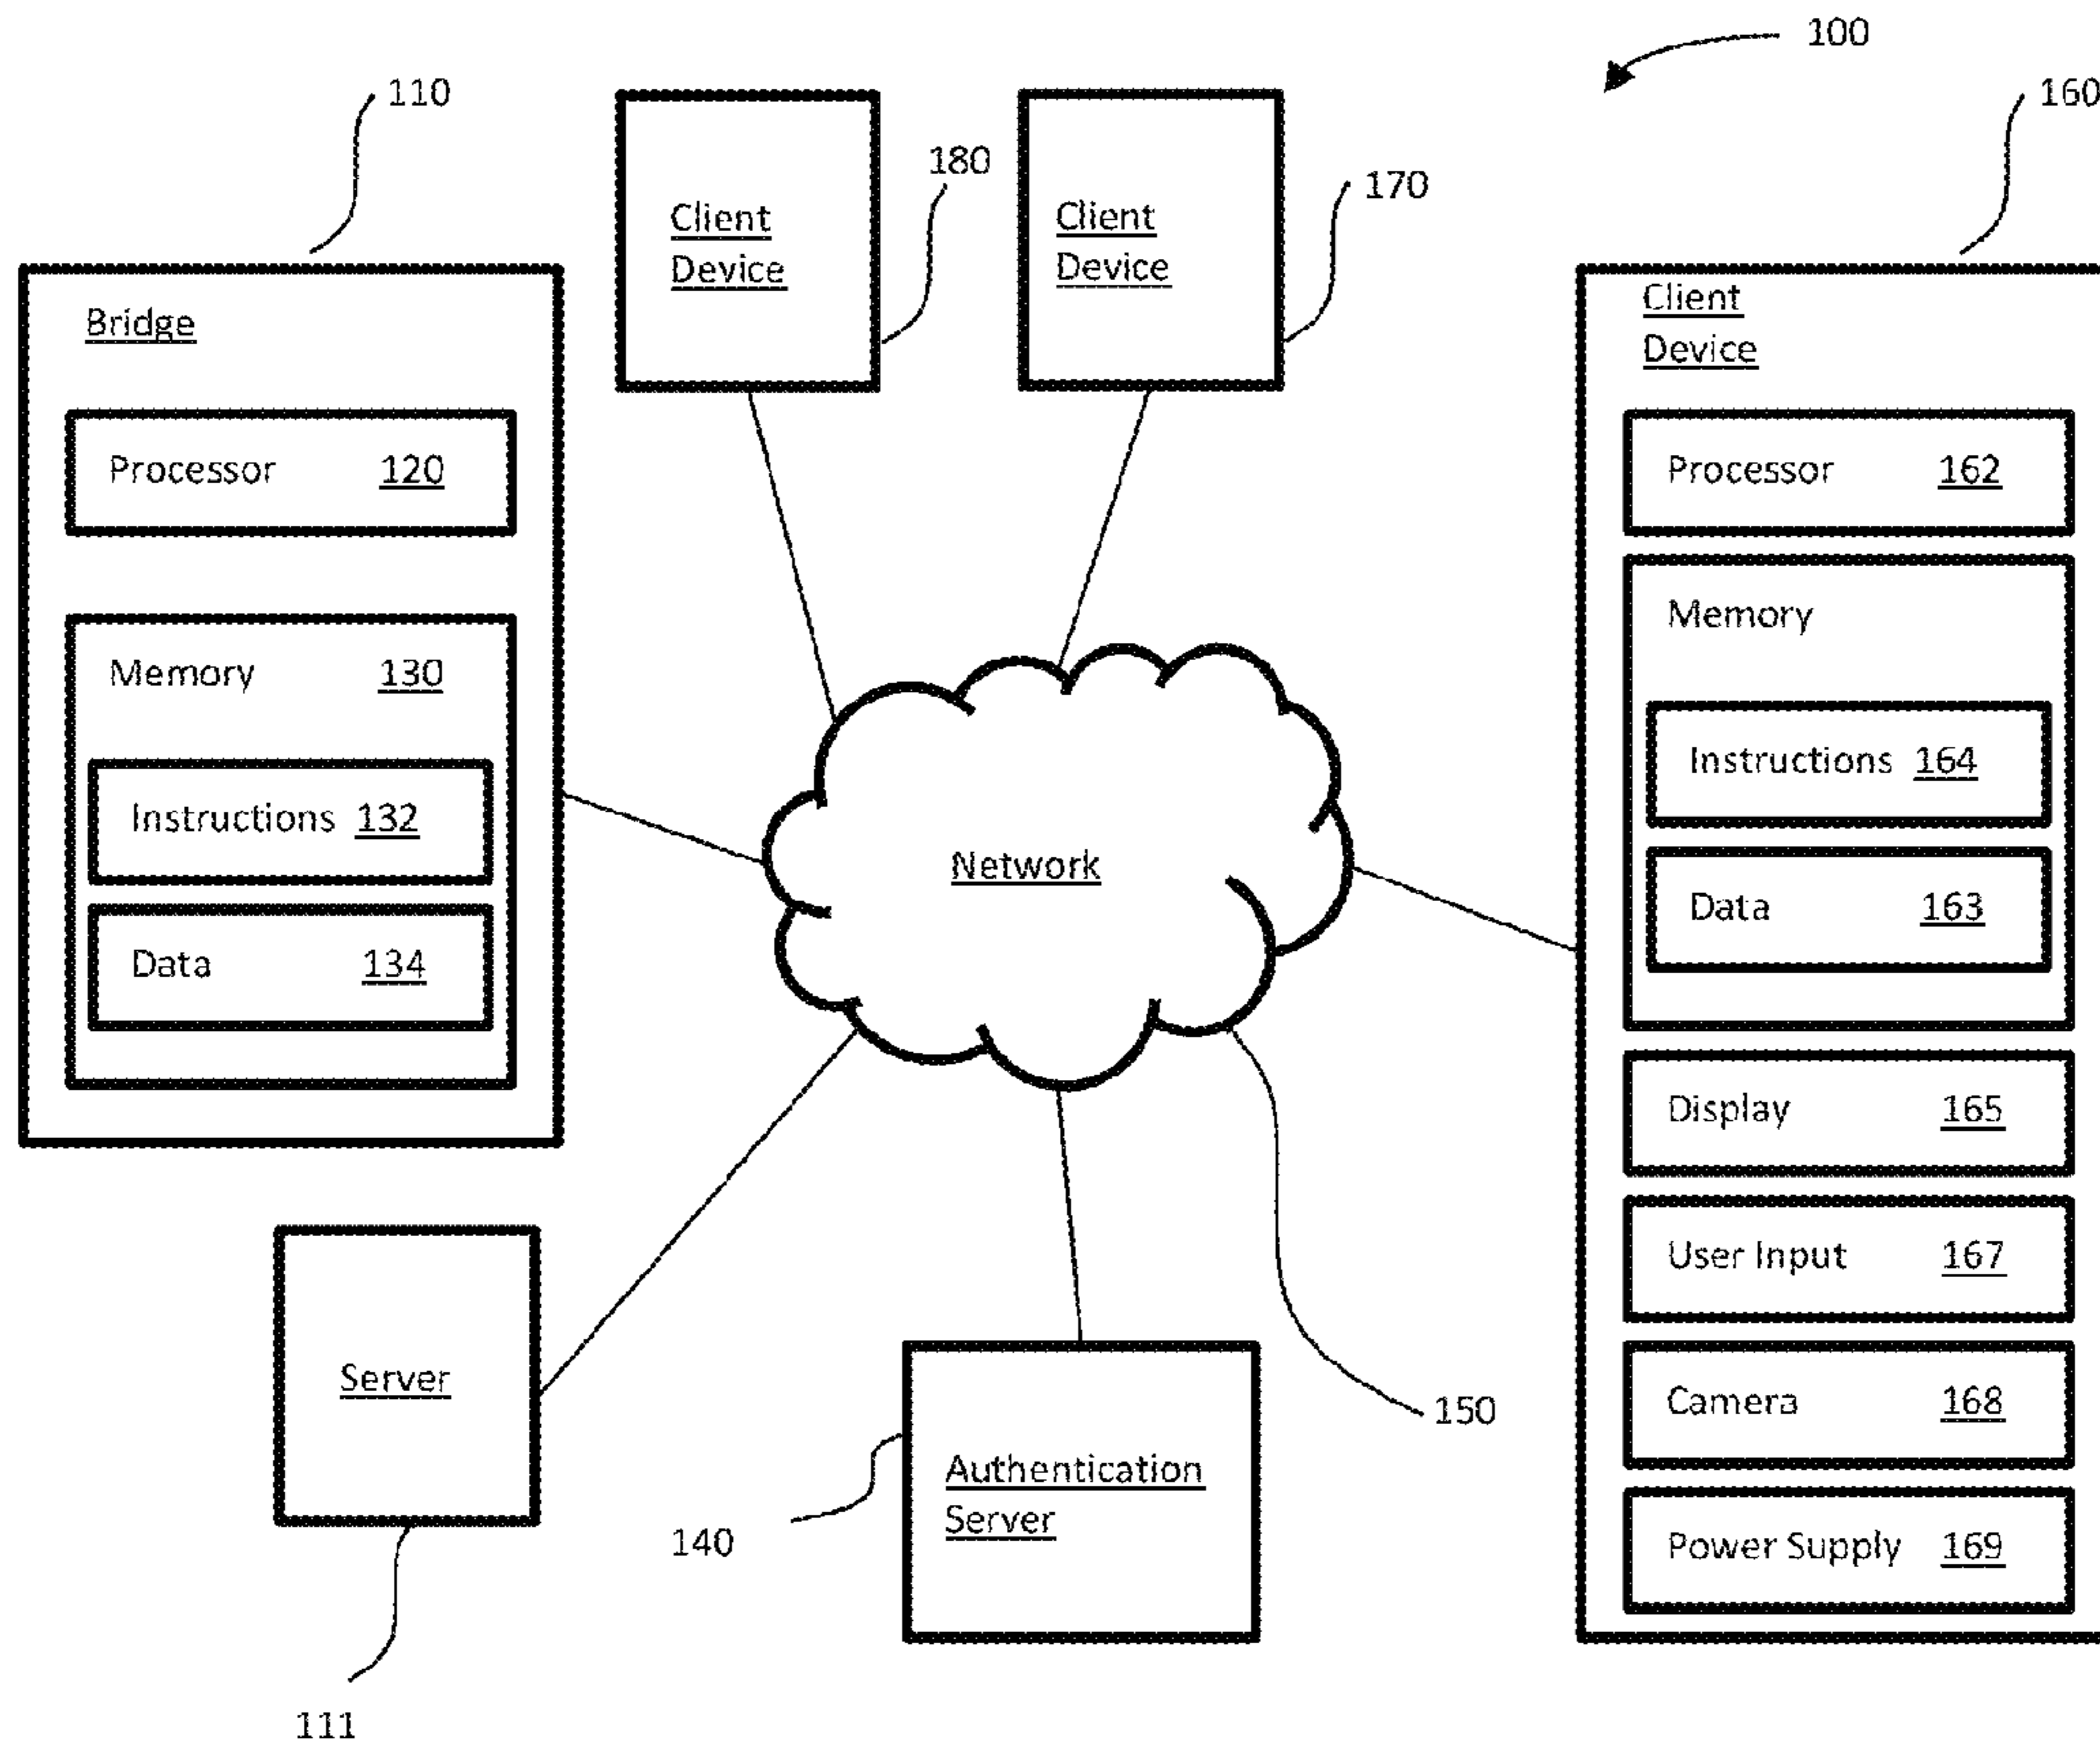 100
110
160
180
170
Client
Device
Client
Device
Bridge
Processor 120
Memory 130
Instructions 132
Data 134
Client
Device
Processor 162
Memory
Instructions 164
Data 163
Display 165
User Input 167
Camera 168
Power Supply 169
Network
Server
Authentication
Server
150
140
111